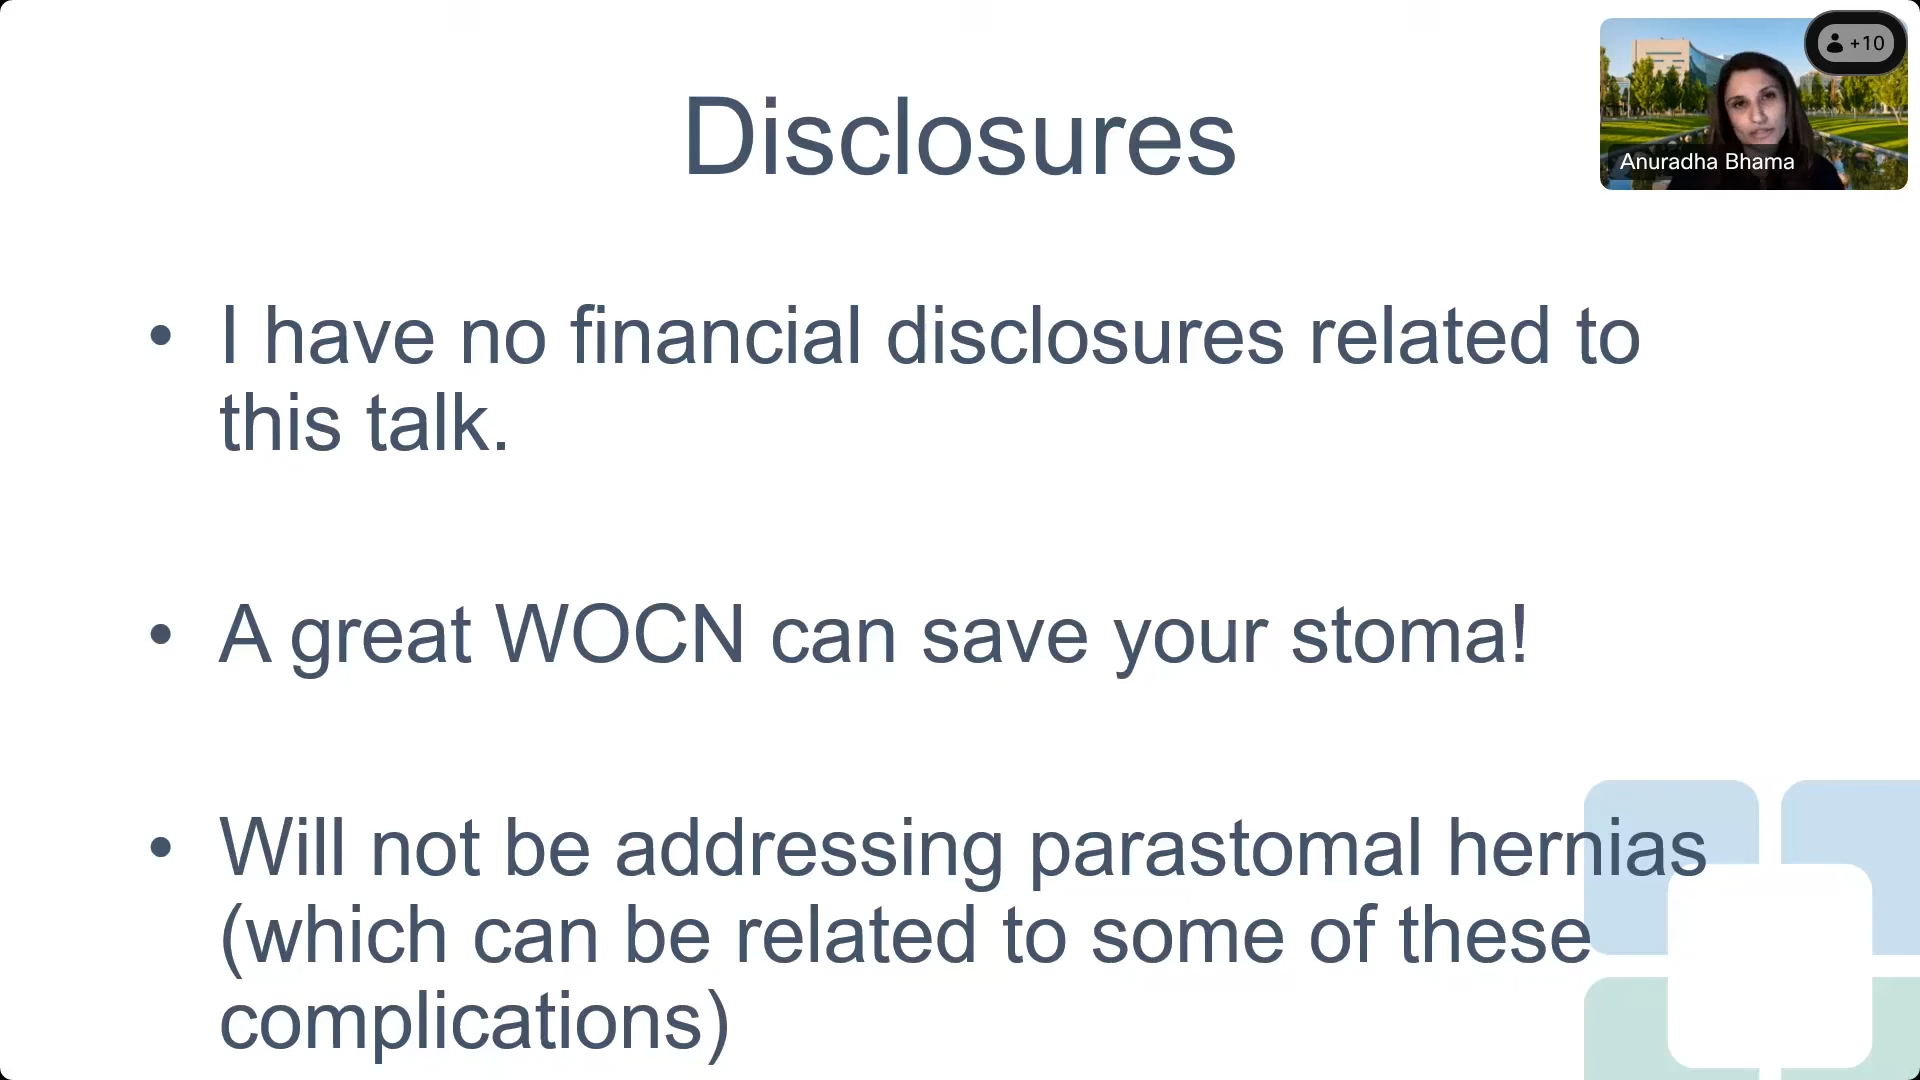 Disclosures
+10
Anuradha Bhama
• I have no financial disclosures related to
this talk.
• A great WOCN can save your stoma!
• Will not be addressing parastomal hernias
(which can be related to some of these
complications)